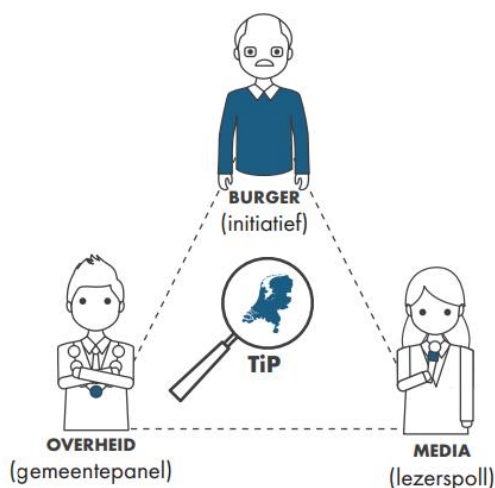 BURGER
(initiatief)
TiP
OVERHEID
(gemeentepanel)
MEDIA
(lezerspoll)